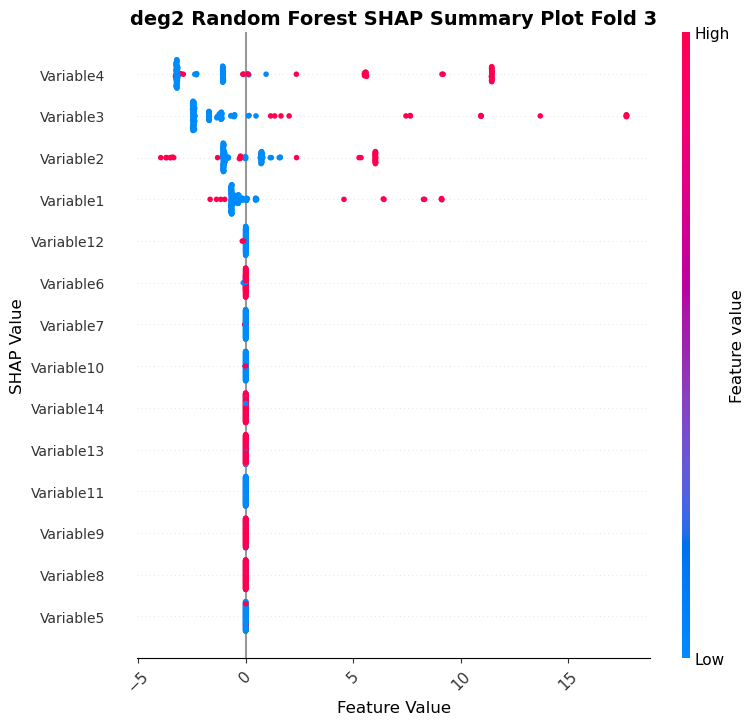 deg2 Random Forest SHAP Summary Plot Fold 3
High
Variable4
Variable3
Variable2
Variable1
Variable12
Variable6
Variable7
Variable10
Variable14
Variable13
Variable11
Variable9
Variable8
Variable5
SHAP Value
Feature value
Low
−5
0
5
10
15
Feature Value